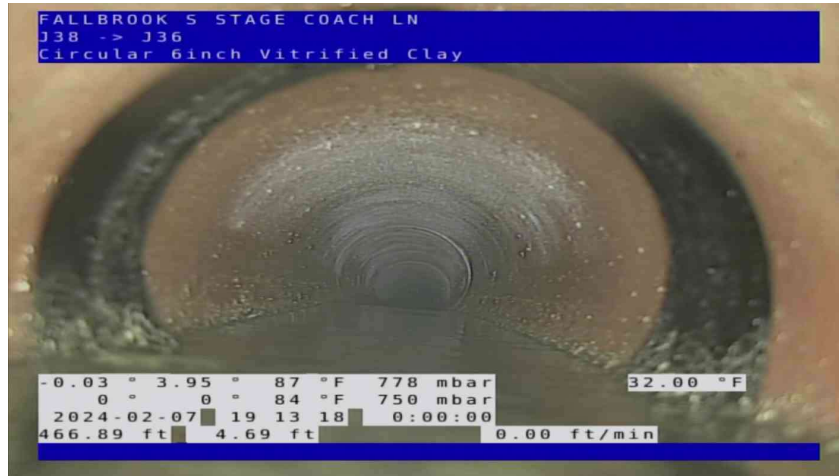 FALLBROOK S STAGE COACH LN
J38 -> J36
Circular 6inch Vitrified Clay
-0.03 ° 3.95 ° 87 °F 778 mbar 32.00 °F
0 ° 0 ° 84 °F 750 mbar
2024-02-07 19 13 18 0:00:00
466.89 ft 4.69 ft 0.00 ft/min